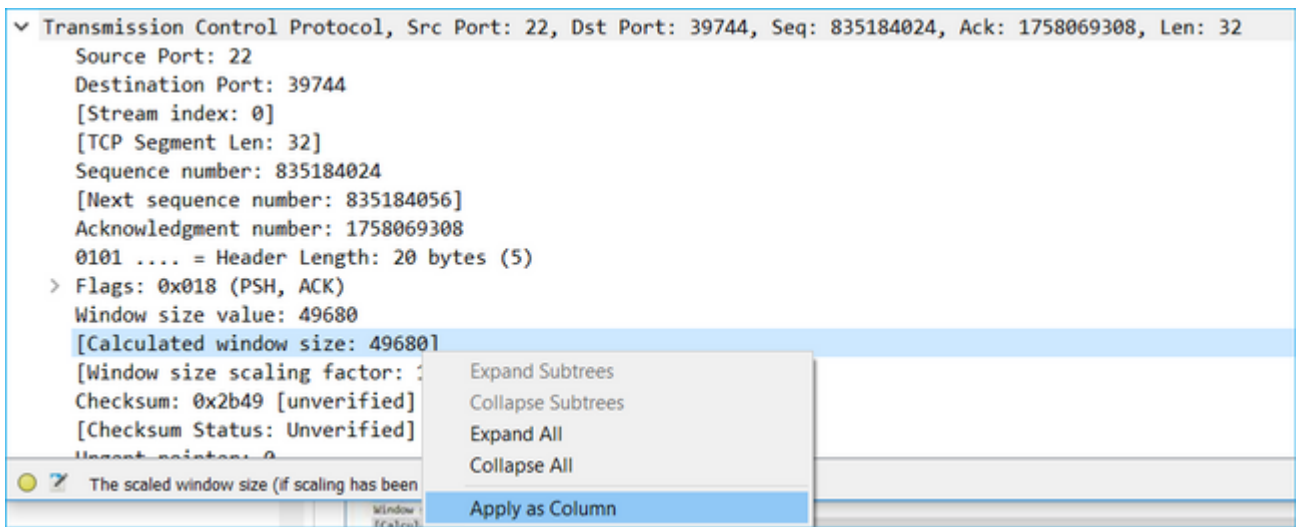 Transmission Control Protocol, Src Port: 22, Dst Port: 39744, Seq: 835184024, Ack: 1758069308, Len: 32
Source Port: 22
Destination Port: 39744
[Stream index: 0]
[TCP Segment Len: 32]
Sequence number: 835184024
[Next sequence number: 835184056]
Acknowledgment number: 1758069308
0101 .... = Header Length: 20 bytes (5)
Flags: 0x018 (PSH, ACK)
Window size value: 49680
[Calculated window size: 49680]
[Window size scaling factor:
Checksum: 0x2b49 [unverified]
[Checksum Status: Unverified]
Urgent pointer: 0
Expand Subtrees
Collapse Subtrees
Expand All
Collapse All
Apply as Column
The scaled window size (if scaling has been
Window